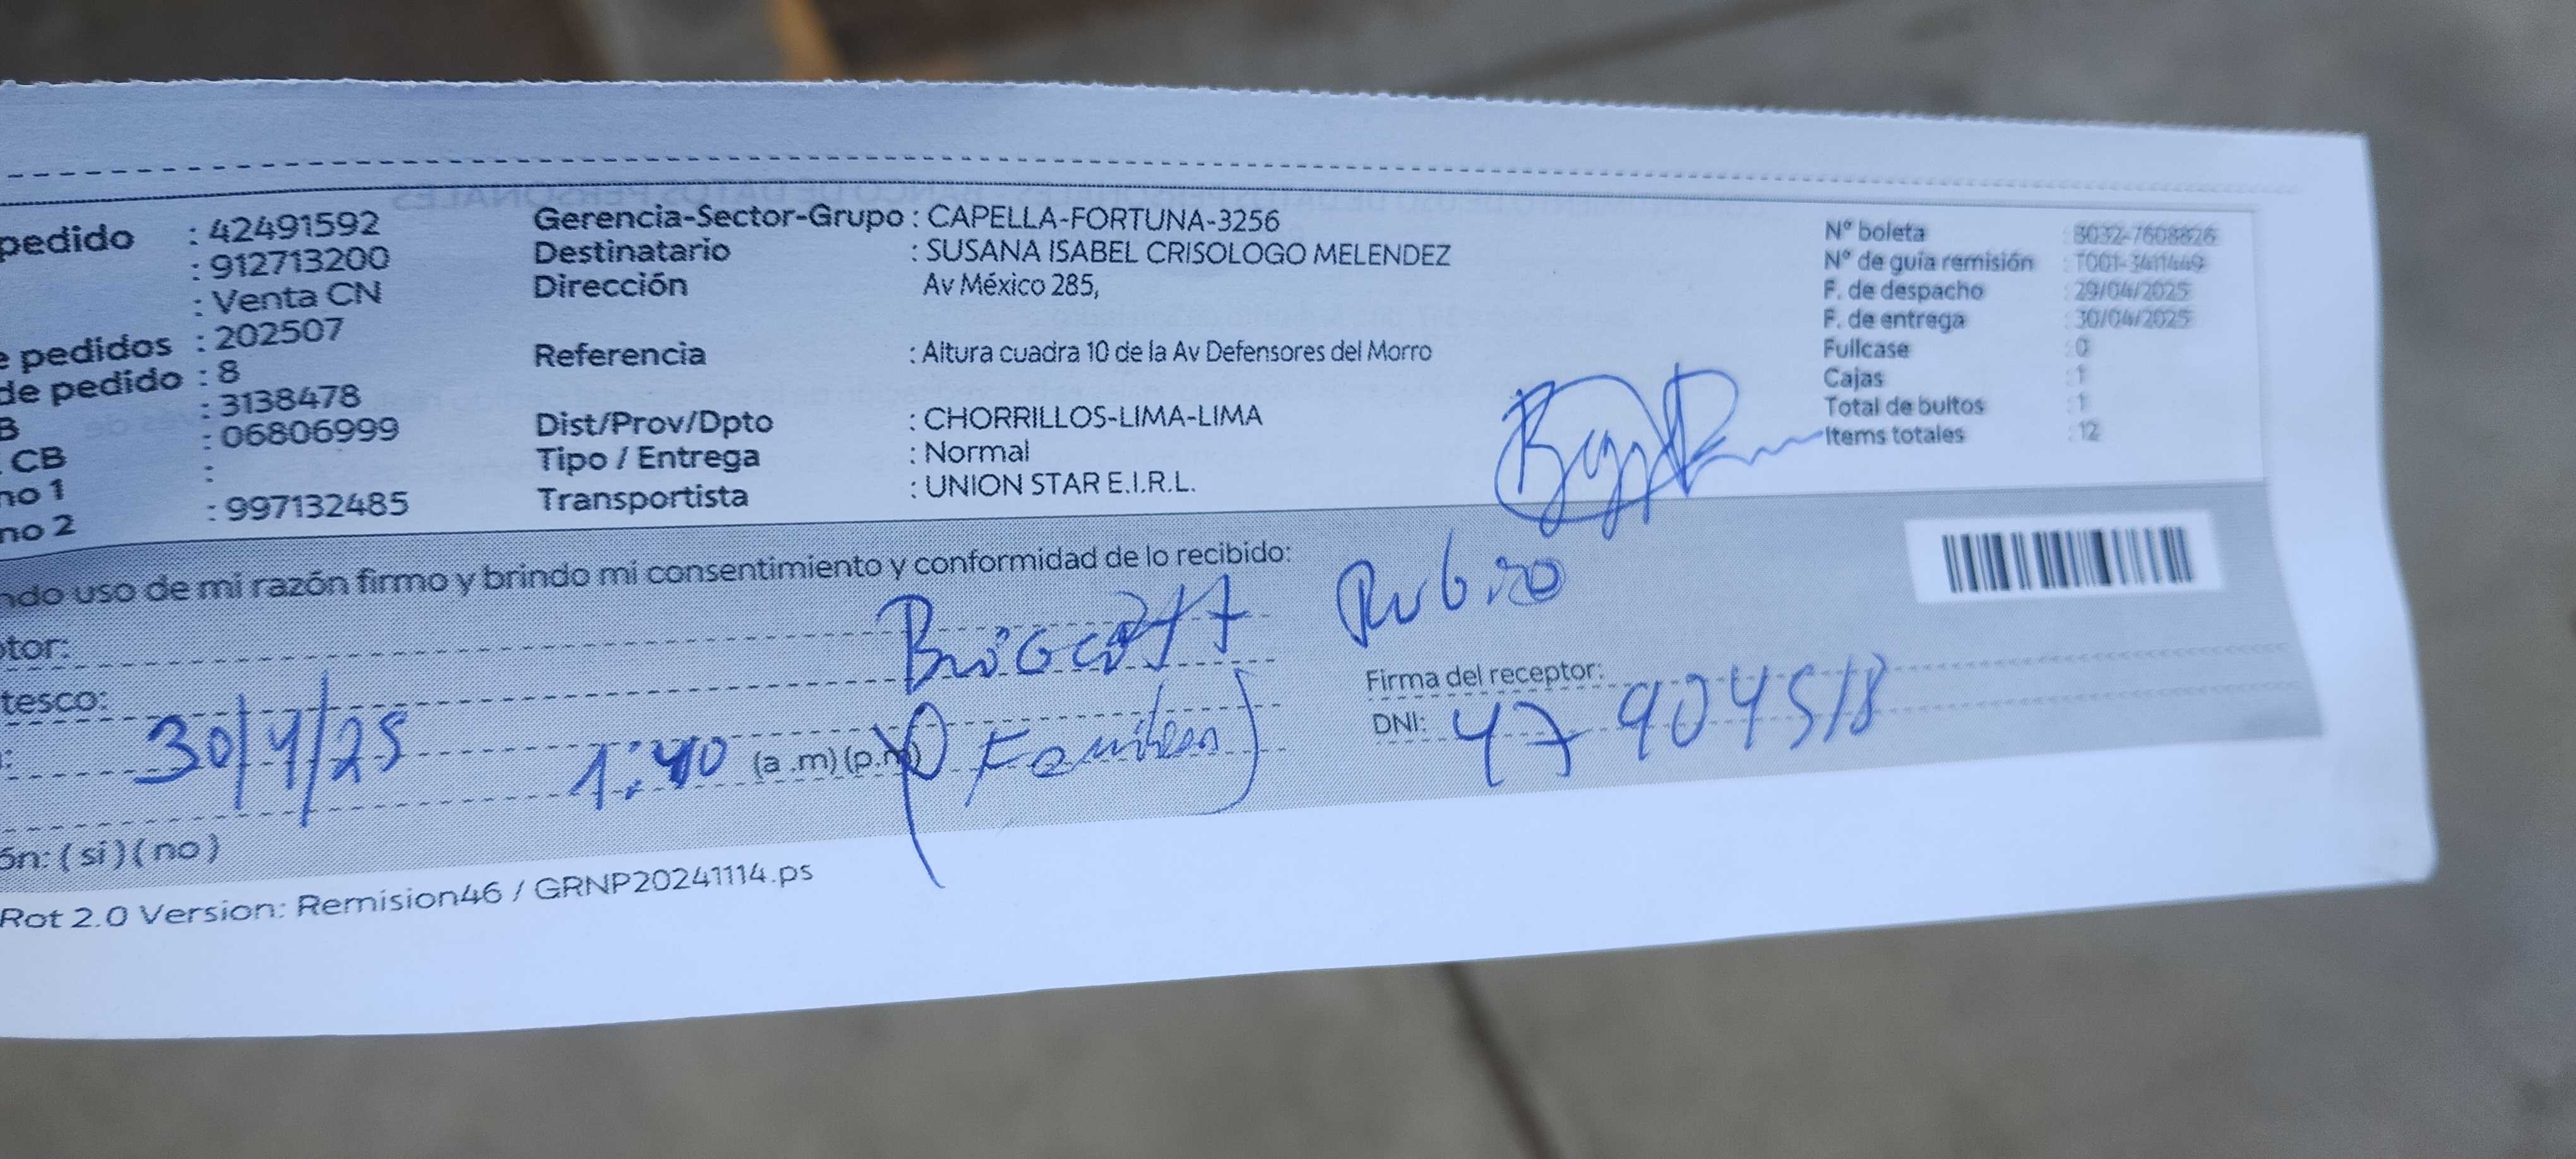 pedido : 42491592
: 912713200
: Venta CN
e pedidos : 202507
de pedido : 8
B : 3138478
CB : 06806999
no 1 :
no 2 : 997132485
Gerencia-Sector-Grupo : CAPELLA-FORTUNA-3256
Destinatario : SUSANA ISABEL CRISOLOGO MELENDEZ
Dirección Av México 285,
Referencia : Altura cuadra 10 de la Av Defensores del Morro
Dist/Prov/Dpto : CHORRILLOS-LIMA-LIMA
Tipo / Entrega : Normal
Transportista : UNION STAR E.I.R.L.
N° boleta : B032-7608826
N° de guía remisión
F. de despacho : 29/04/2025
F. de entrega : 30/04/2025
Fullcase : 0
Cajas : 1
Total de bultos : 1
Items totales : 12
ndo uso de mi razón firmo y brindo mi consentimiento y conformidad de lo recibido:
tor: Rubio
tesco:
Firma del receptor:
: 30/4/25 1:40 (a .m) (p.m)
DNI: 47904518
ón: ( si ) ( no )
Rot 2.0 Version: Remision46 / GRNP20241114.ps